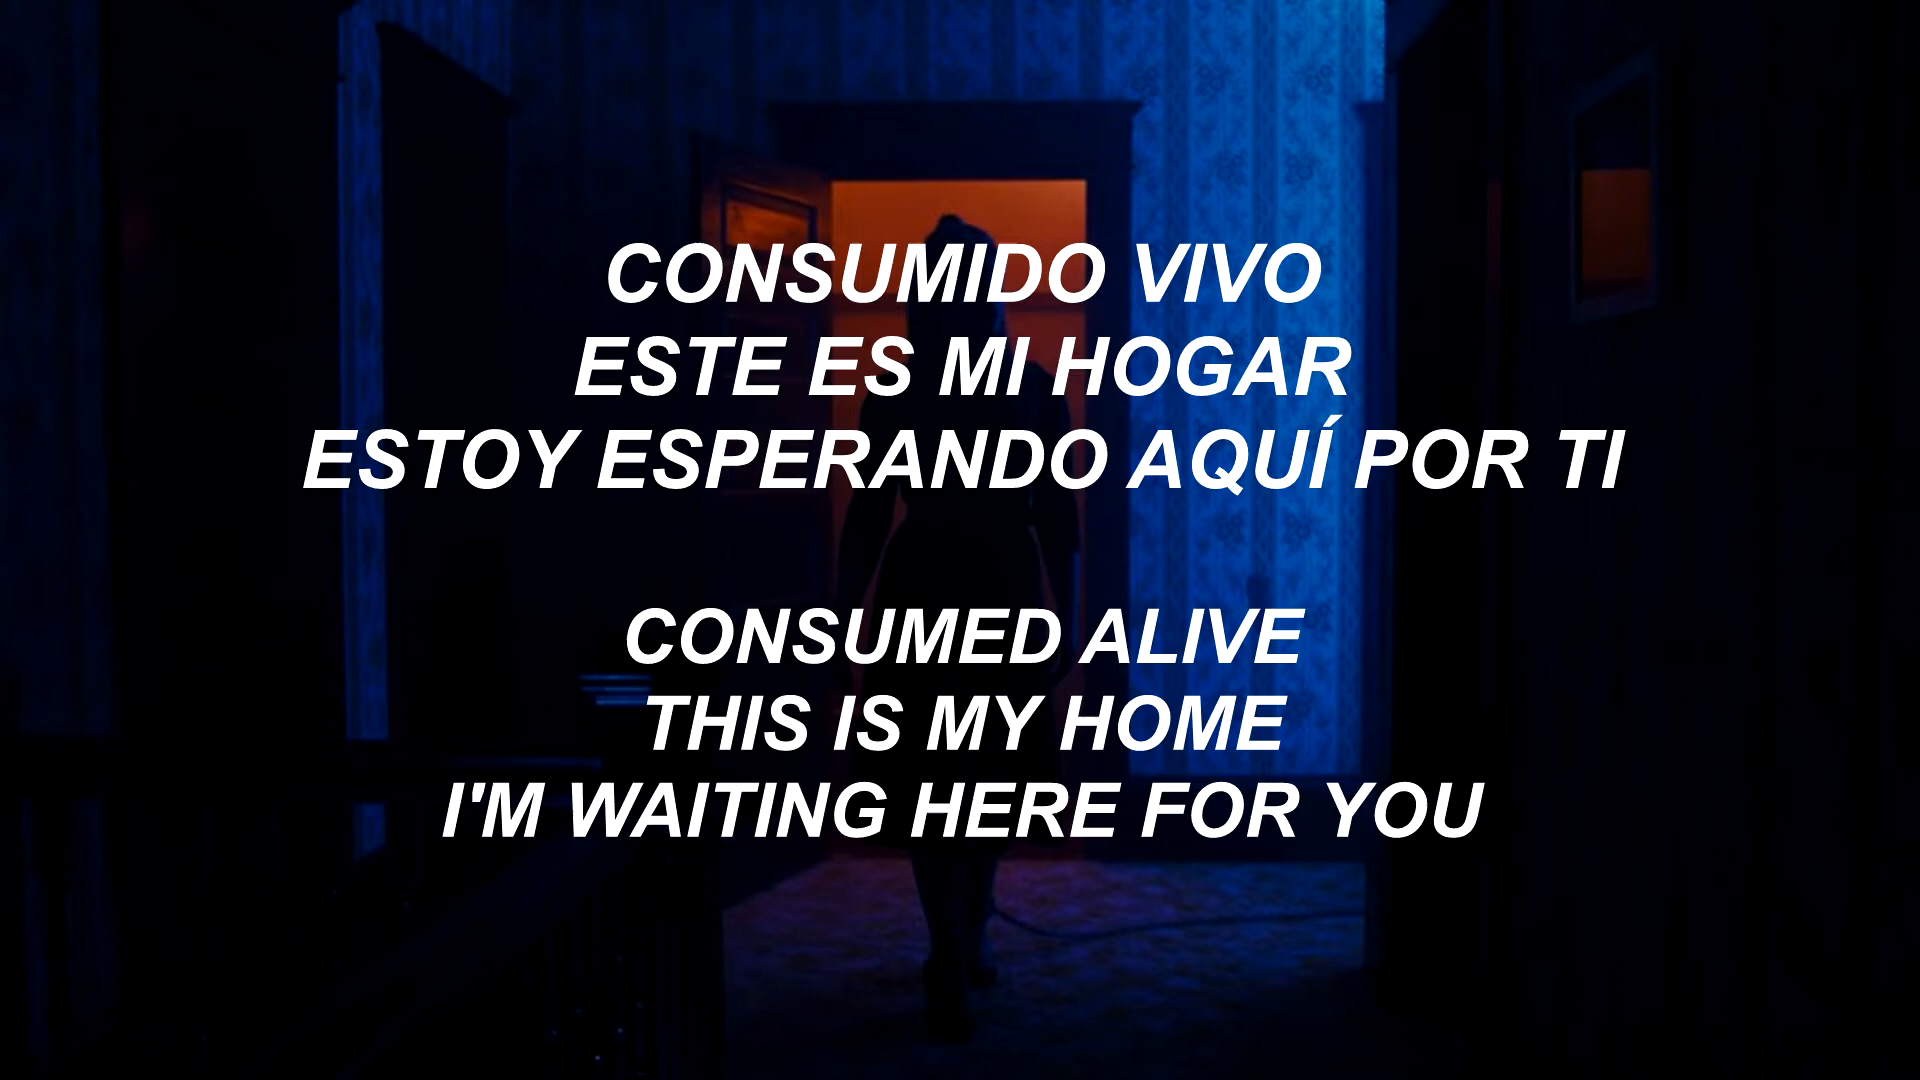 CONSUMIDO VIVO
ESTE ES MI HOGAR
ESTOY ESPERANDO AQUÍ POR TI
CONSUMED ALIVE
THIS IS MY HOME
I'M WAITING HERE FOR YOU